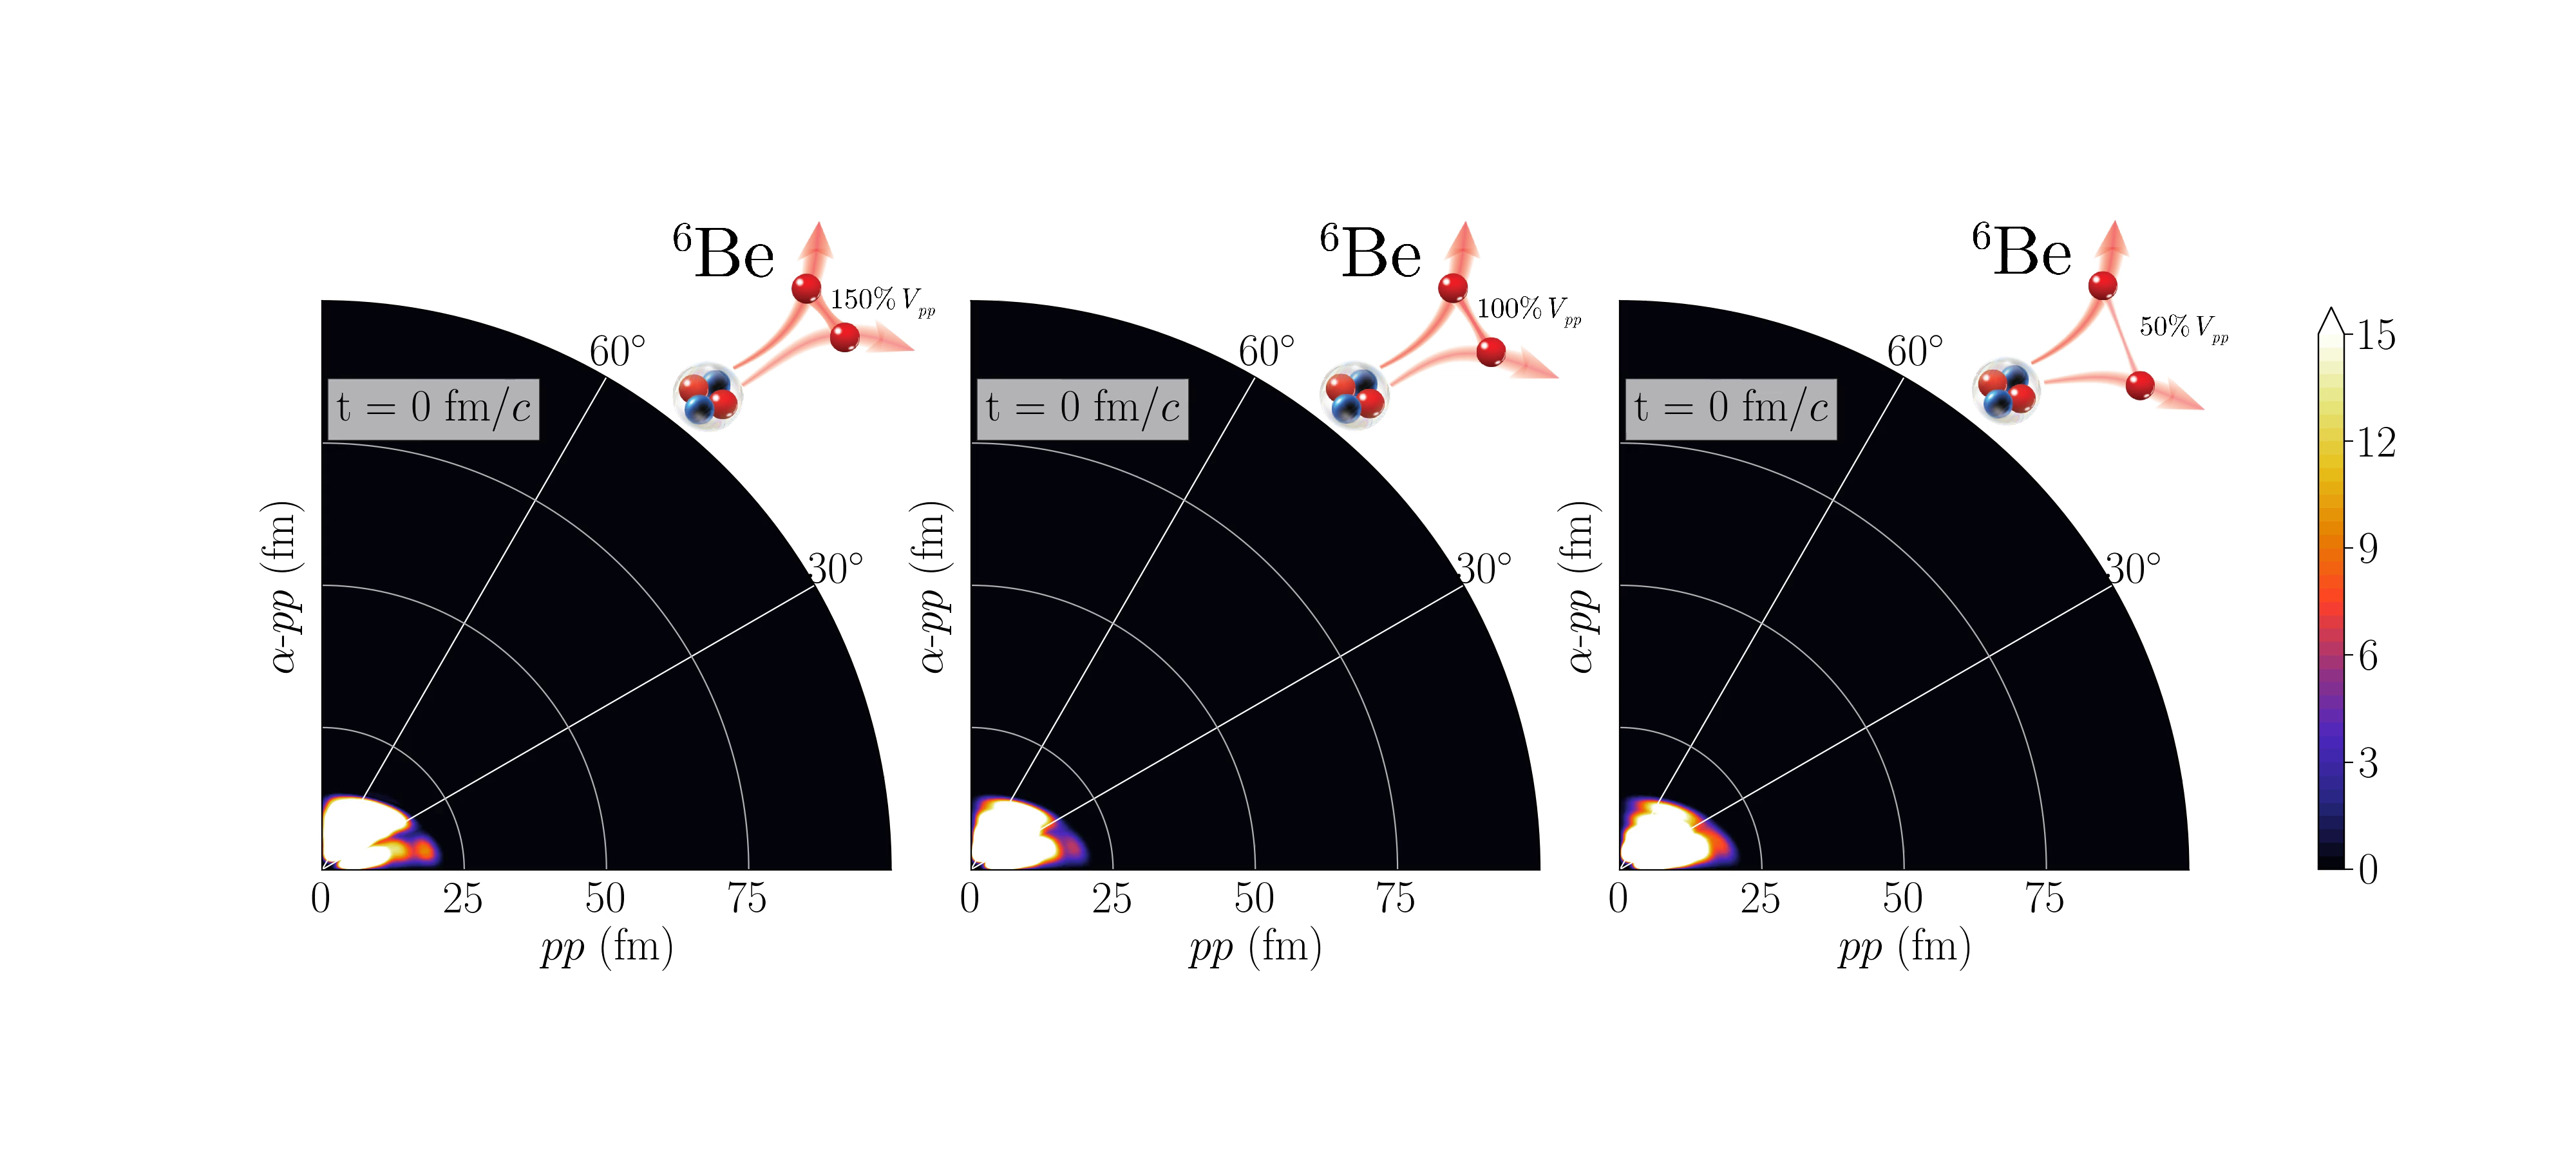 ⁶Be
150% V_pp
60°
t = 0 fm/c
30°
α-pp (fm)
0 25 50 75
pp (fm)
⁶Be
100% V_pp
60°
t = 0 fm/c
30°
α-pp (fm)
0 25 50 75
pp (fm)
⁶Be
50% V_pp
60°
t = 0 fm/c
30°
α-pp (fm)
0 25 50 75
pp (fm)
15
12
9
6
3
0